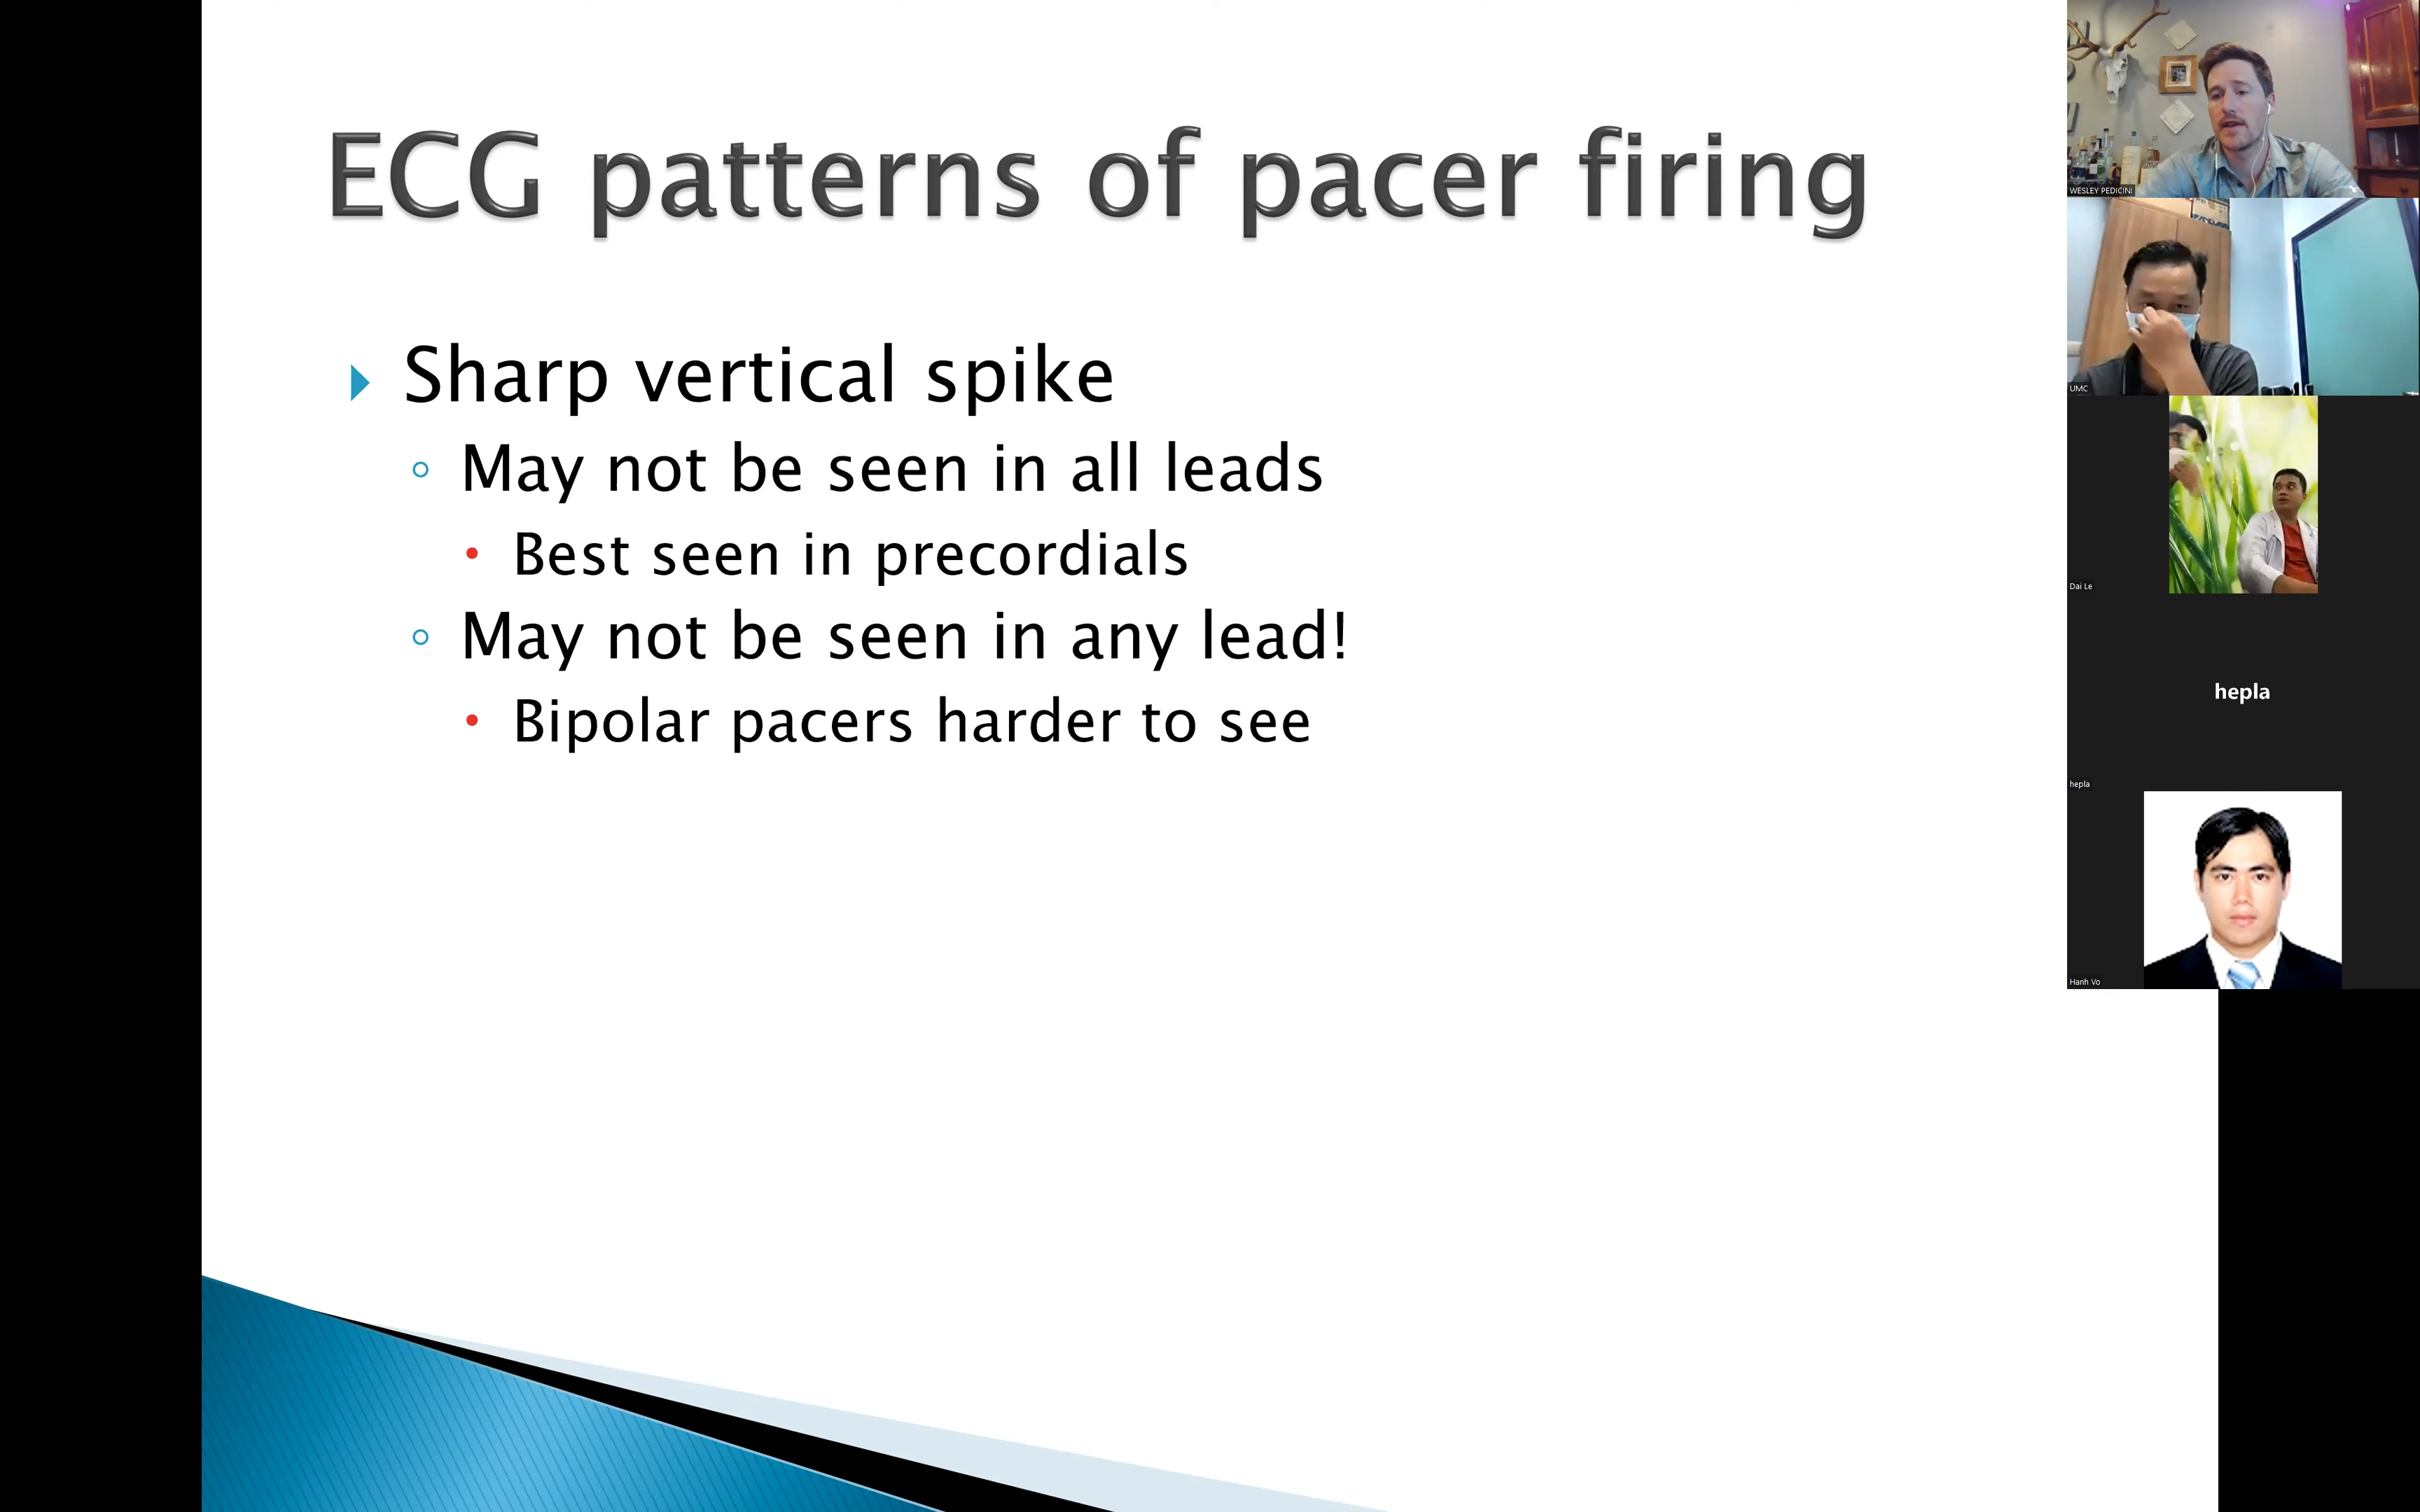 ECG patterns of pacer firing
Sharp vertical spike
May not be seen in all leads
Best seen in precordials
May not be seen in any lead!
Bipolar pacers harder to see
WESLEY PEDICINI
UMC
Dai Le
hepla
hepla
Hanh Vo